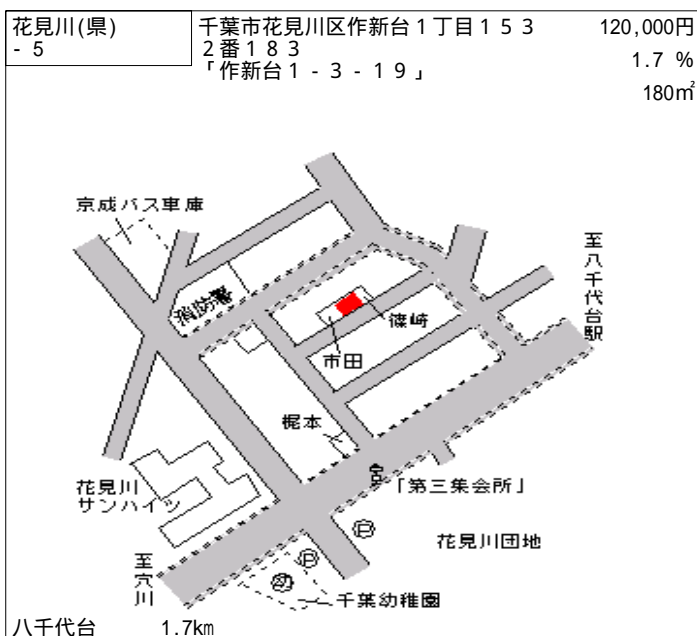 花見川(県)
- 5
千葉市花見川区作新台１丁目１５３
２番１８３
「作新台１ - ３ - １９」
120,000円
1.7 %
180㎡
京成バス車庫
消防署
篠崎
市田
至八千代台駅
梶本
花見川
サンハイツ
「第三集会所」
花見川団地
至穴川
幼
千葉幼稚園
八千代台 1.7km